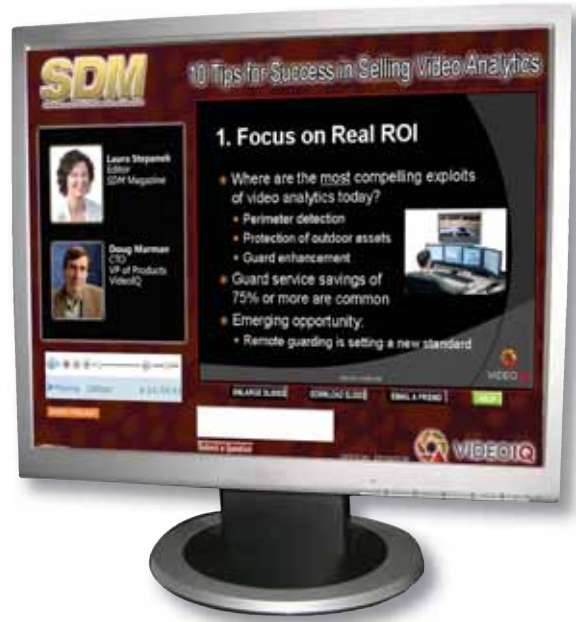 SDM
10 Tips for Success in Selling Video Analytics
Laura Stepanek
Editor
SDM Magazine
Doug Marman
CTO
VP of Products
VideoIQ
1. Focus on Real ROI
Where are the most compelling exploits
of video analytics today?
Perimeter detection
Protection of outdoor assets
Guard enhancement
Guard service savings of
75% or more are common
Emerging opportunity:
Remote guarding is setting a new standard
VIDEOIQ
ENLARGE SLIDES
DOWNLOAD SLIDES
EMAIL A FRIEND
HELP
VIDEOIQ